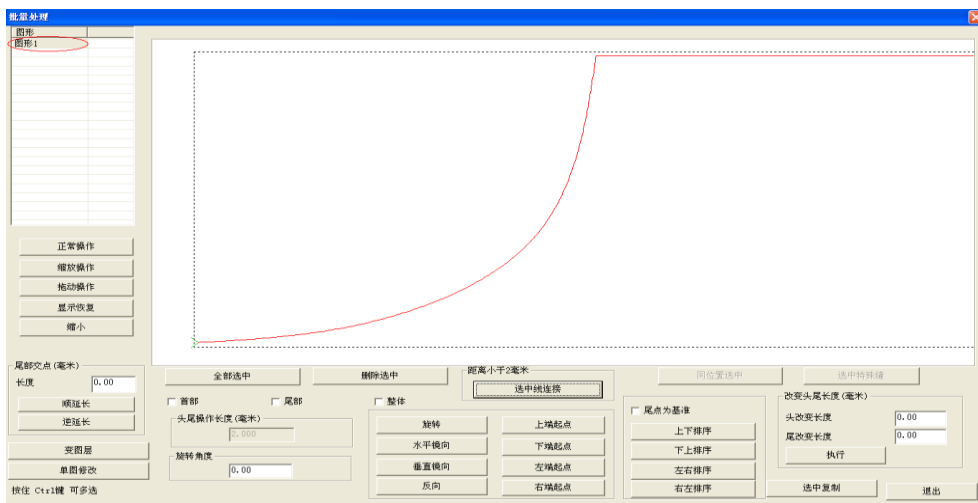 批量处理
图形
图形1
正常操作
缩放操作
拖动操作
显示恢复
缩小
尾部交点(毫米)
长度 0.00
顺延长
逆延长
变图层
单图修改
按住 Ctrl键 可多选
全部选中
删除选中
距离小于2毫米
选中线连接
同位置选中
选中特殊缝
首部
尾部
整体
头尾操作长度(毫米)
2.000
旋转角度
0.00
旋转
水平镜向
垂直镜向
反向
上端起点
下端起点
左端起点
右端起点
尾点为基准
上下排序
下上排序
左右排序
右左排序
改变头尾长度(毫米)
头改变长度 0.00
尾改变长度 0.00
执行
选中复制
退出